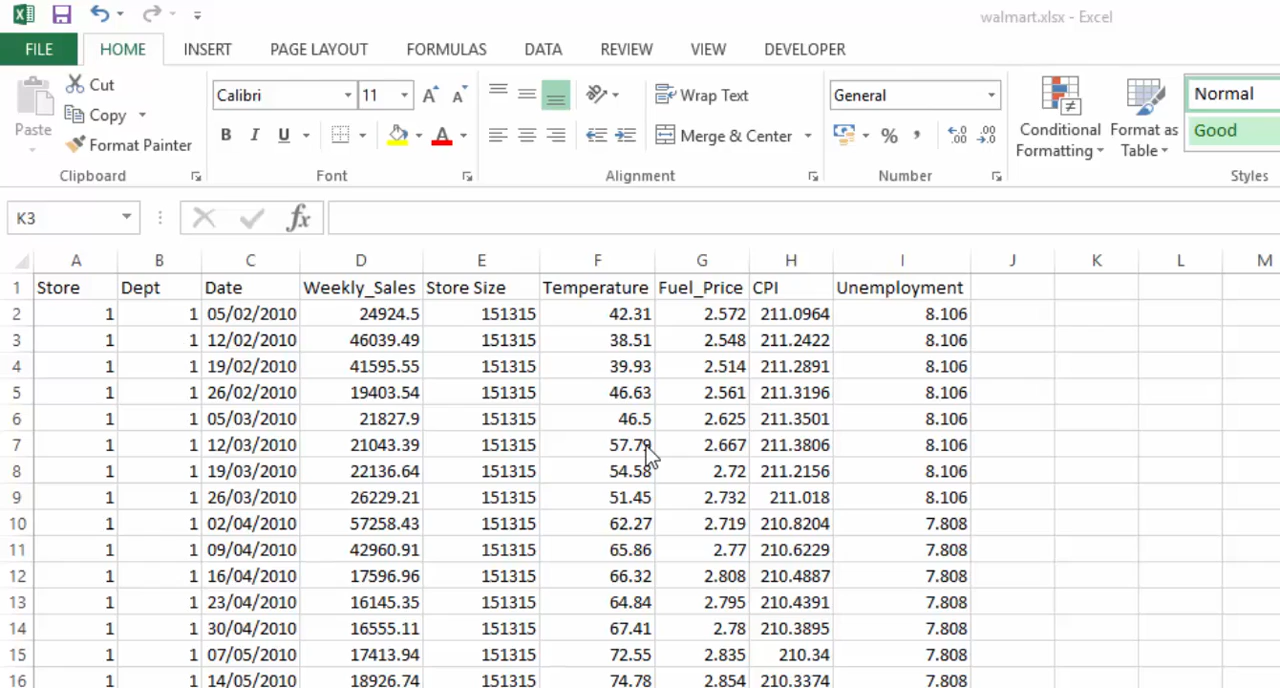 walmart.xlsx - Excel
FILE HOME INSERT PAGE LAYOUT FORMULAS DATA REVIEW VIEW DEVELOPER
Cut
Copy
Format Painter
Paste
Clipboard
Calibri 11
B I U
Font
Wrap Text
Merge & Center
Alignment
General
%
Number
Conditional Formatting
Format as Table
Normal
Good
Styles
K3 fx
A B C D E F G H I J K L M
1 Store Dept Date Weekly_Sales Store Size Temperature Fuel_Price CPI Unemployment
2 1 1 05/02/2010 24924.5 151315 42.31 2.572 211.0964 8.106
3 1 1 12/02/2010 46039.49 151315 38.51 2.548 211.2422 8.106
4 1 1 19/02/2010 41595.55 151315 39.93 2.514 211.2891 8.106
5 1 1 26/02/2010 19403.54 151315 46.63 2.561 211.3196 8.106
6 1 1 05/03/2010 21827.9 151315 46.5 2.625 211.3501 8.106
7 1 1 12/03/2010 21043.39 151315 57.79 2.667 211.3806 8.106
8 1 1 19/03/2010 22136.64 151315 54.58 2.72 211.2156 8.106
9 1 1 26/03/2010 26229.21 151315 51.45 2.732 211.018 8.106
10 1 1 02/04/2010 57258.43 151315 62.27 2.719 210.8204 7.808
11 1 1 09/04/2010 42960.91 151315 65.86 2.77 210.6229 7.808
12 1 1 16/04/2010 17596.96 151315 66.32 2.808 210.4887 7.808
13 1 1 23/04/2010 16145.35 151315 64.84 2.795 210.4391 7.808
14 1 1 30/04/2010 16555.11 151315 67.41 2.78 210.3895 7.808
15 1 1 07/05/2010 17413.94 151315 72.55 2.835 210.34 7.808
16 1 1 14/05/2010 18926.74 151315 74.78 2.854 210.3374 7.808